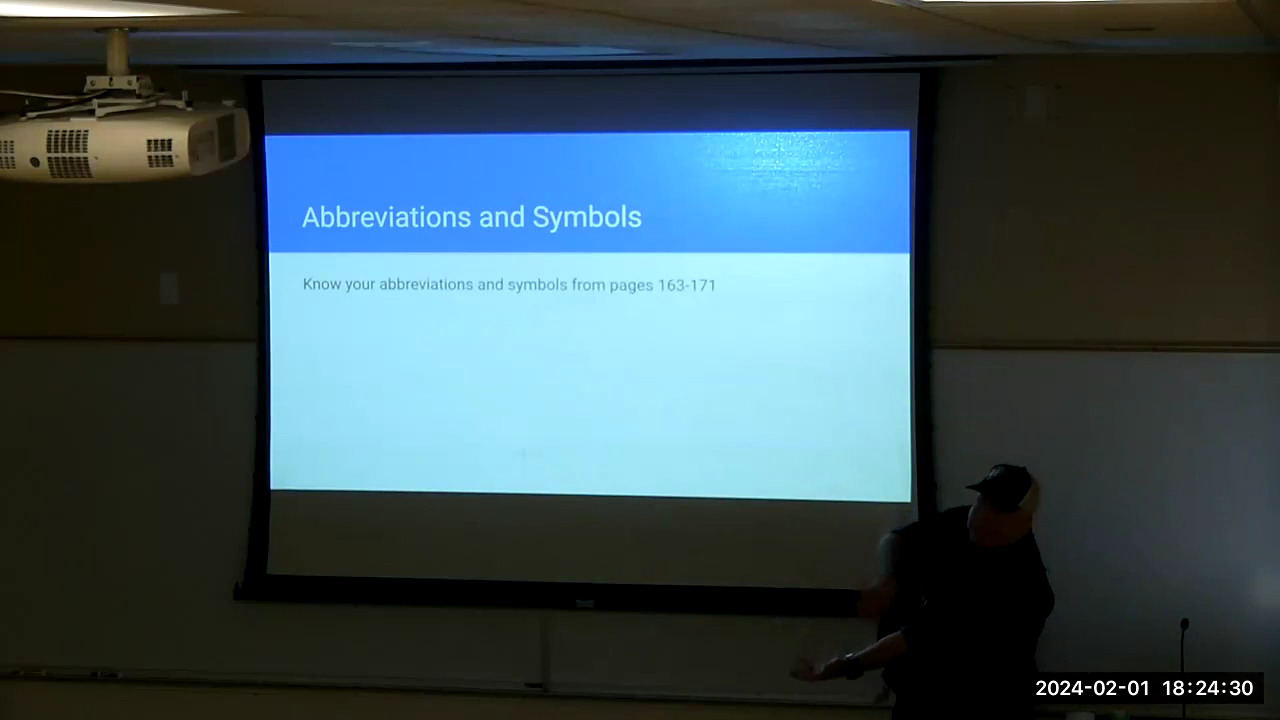 Abbreviations and Symbols
Know your abbreviations and symbols from pages 163-171
2024-02-01 18:24:30